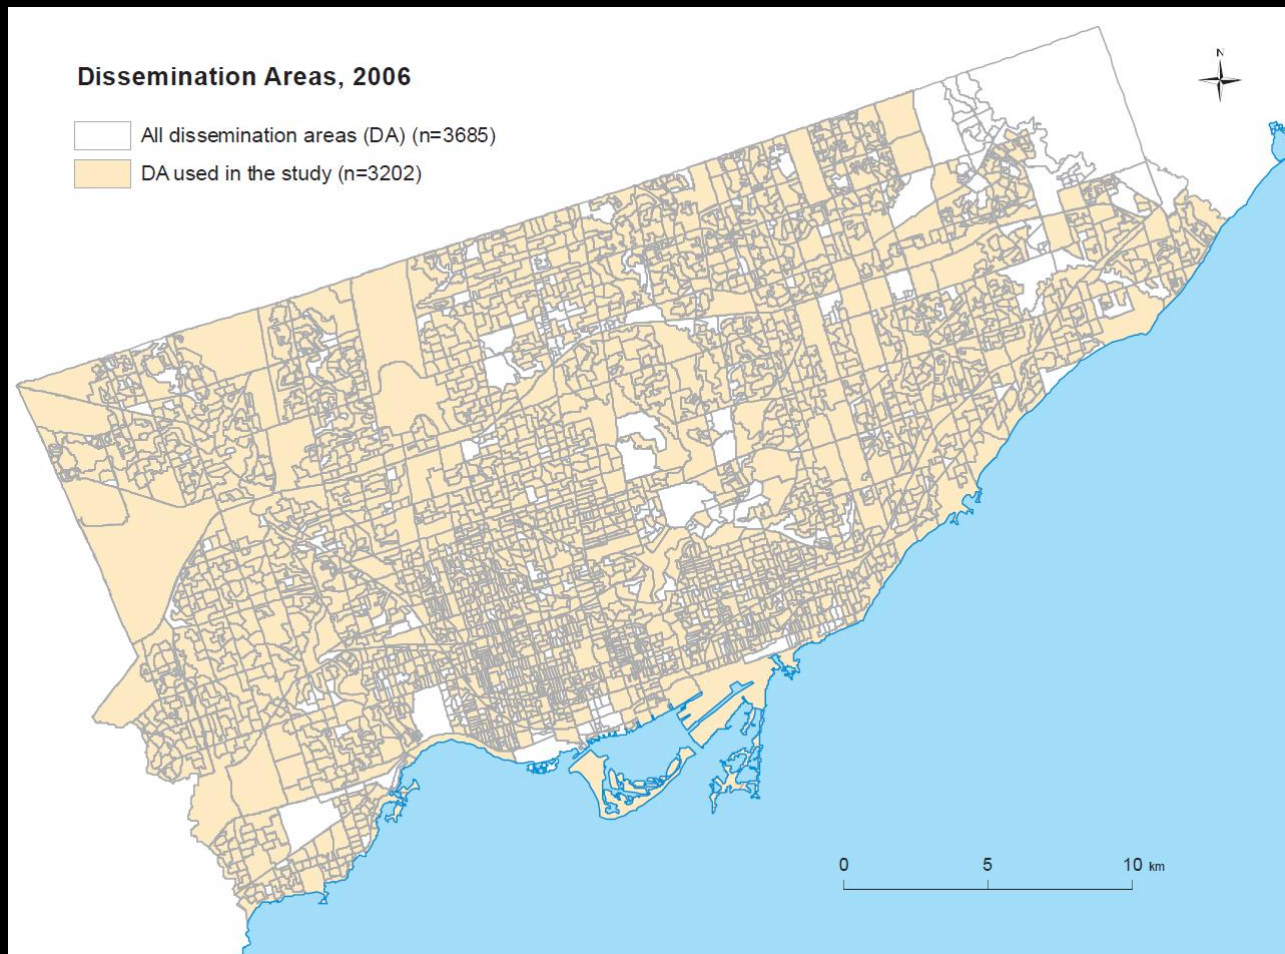 N
Dissemination Areas, 2006
All dissemination areas (DA) (n=3685)
DA used in the study (n=3202)
0 5 10 km